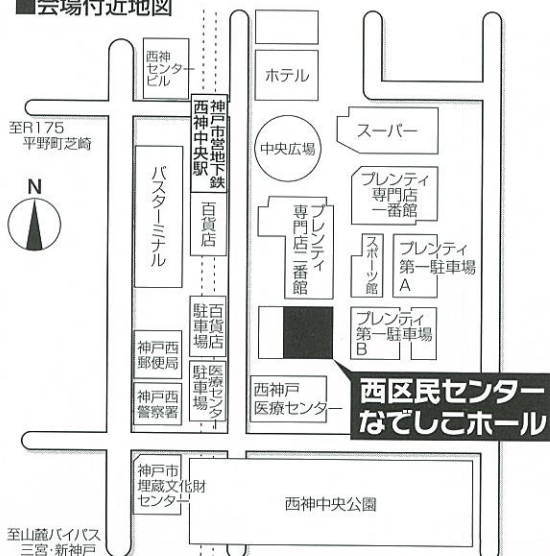 ■会場付近地図
西神
センター
ビル
ホテル
至R175
平野町芝崎
神戸市営地下鉄
西神中央駅
中央広場
スーパー
N
バスターミナル
百貨店
プレンティ
専門店
一番館
プレンティ
専門店二番館
スポーツ館
プレンティ
第一駐車場
A
百貨店
駐車場
プレンティ
第一駐車場
B
神戸西
郵便局
医療センター
駐車場
神戸西
警察署
西神戸
医療センター
西区民センター
なでしこホール
神戸市
埋蔵文化財
センター
西神中央公園
至山麓バイパス
三宮・新神戸